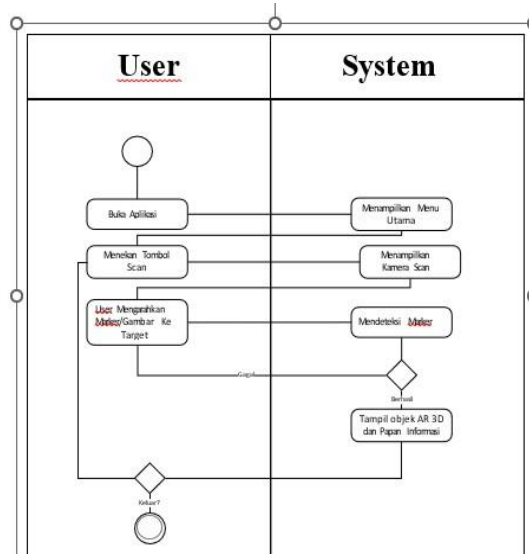 User
System
Buka Aplikasi
Menampilkan Menu
Utama
Menekan Tombol
Scan
Menampilkan
Kamera Scan
User Mengarahkan
Marker/Gambar Ke
Target
Mendeteksi Marker
Gagal
Berhasil
Tampil objek AR 3D
dan Papan Informasi
Keluar?